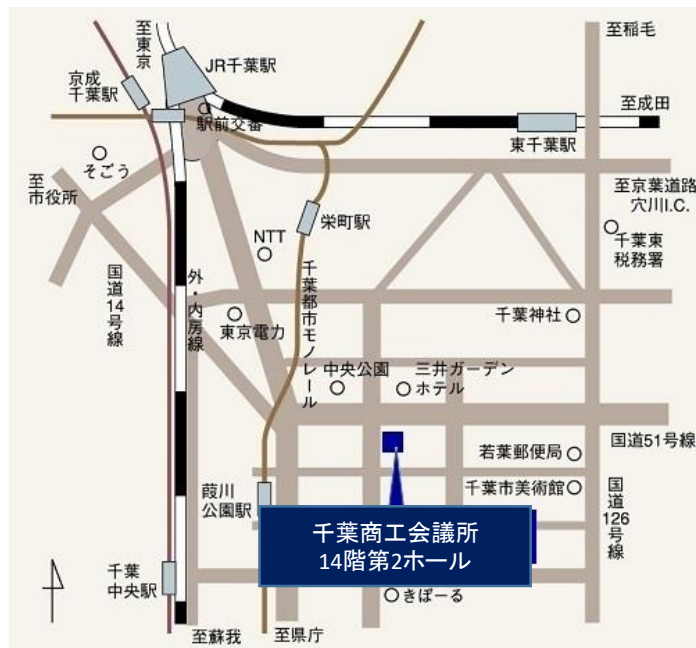 至東京
至稲毛
JR千葉駅
京成
千葉駅
至成田
駅前交番
東千葉駅
そごう
至
市役所
至京葉道路
穴川I.C.
栄町駅
NTT
千葉東
税務署
国道14号線
外・内房線
千葉都市モノレール
千葉神社
東京電力
中央公園
三井ガーデン
ホテル
国道51号線
若葉郵便局
千葉市美術館
葭川
公園駅
国道126号線
千葉商工会議所
14階第2ホール
千葉
中央駅
きぼーる
至蘇我
至県庁